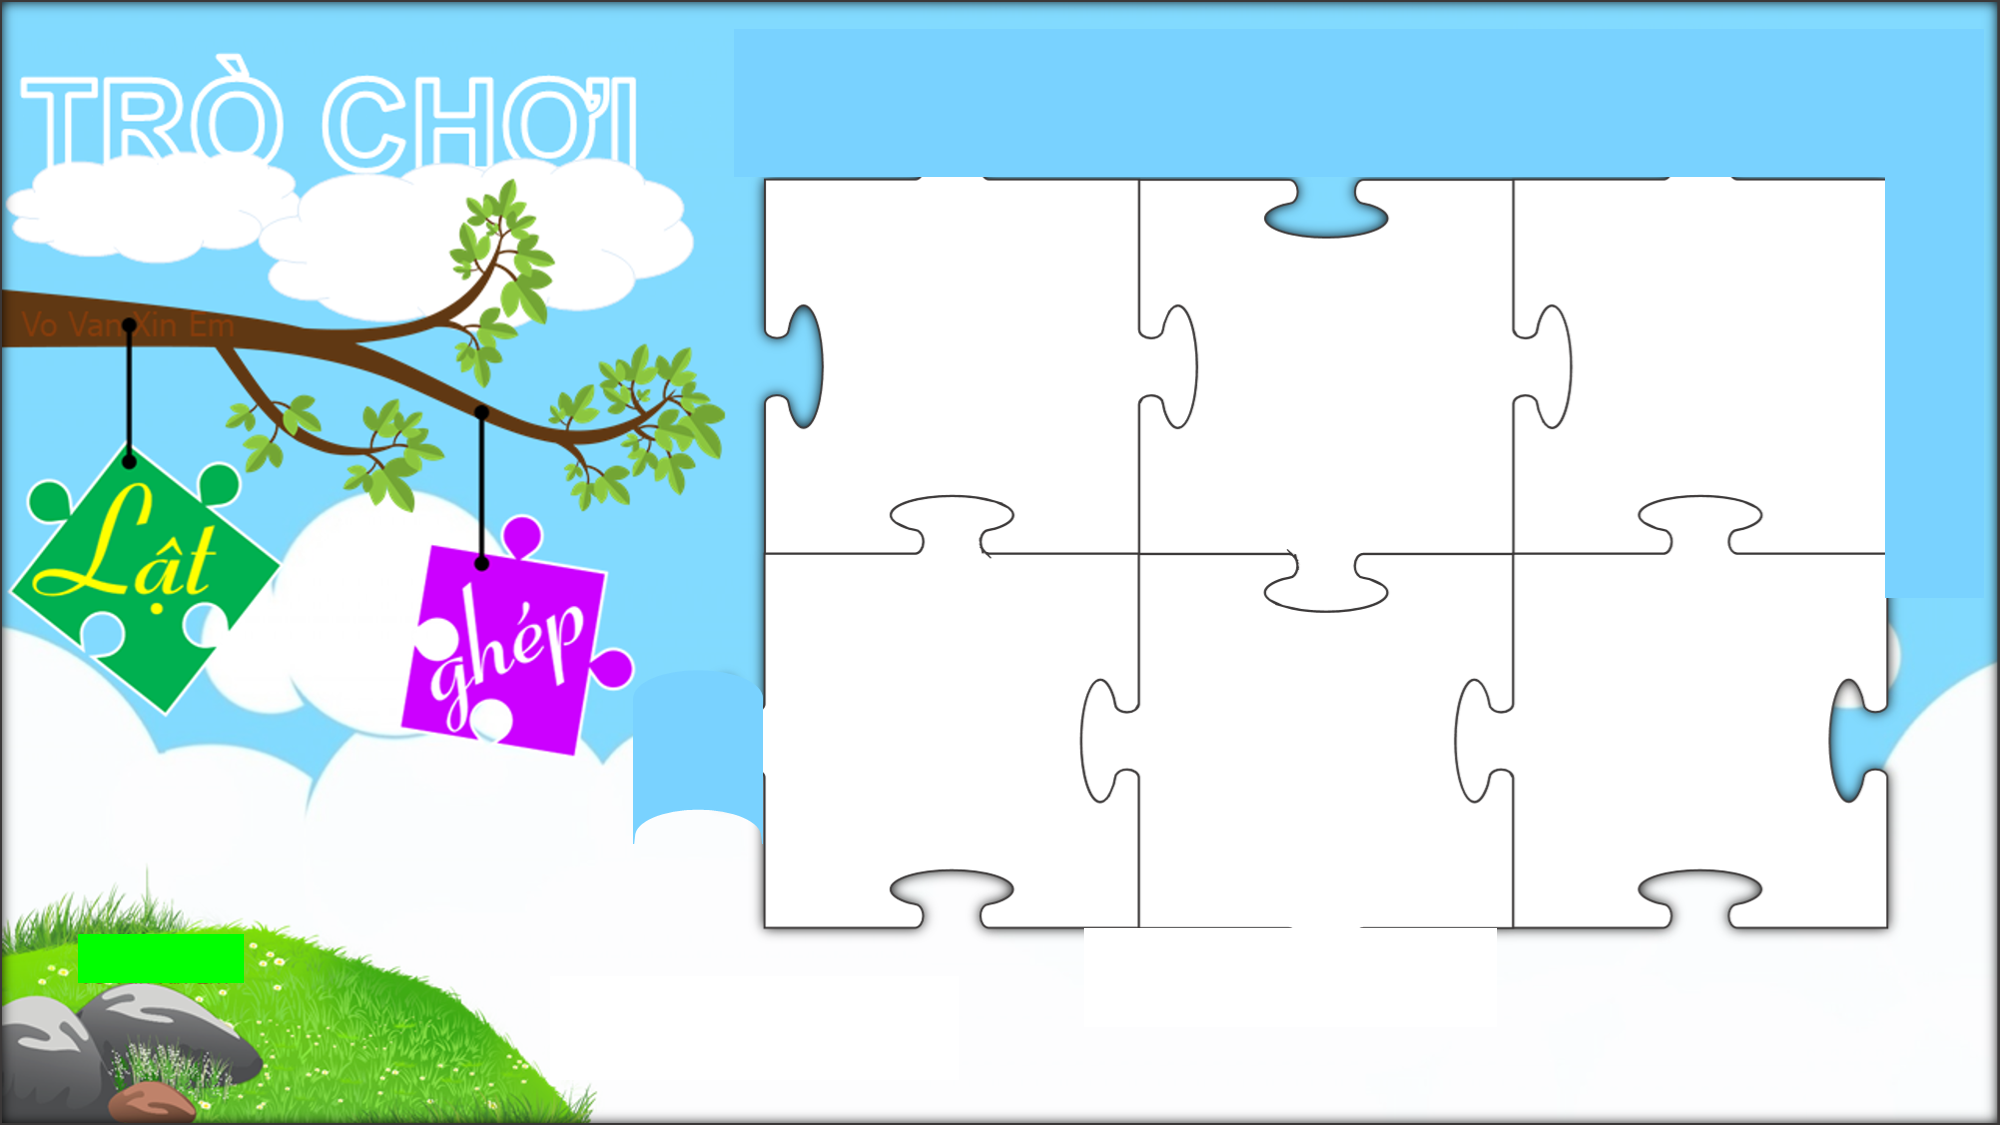 TRÒ CHƠI
Vo Van Xin Em
Lật
ghép